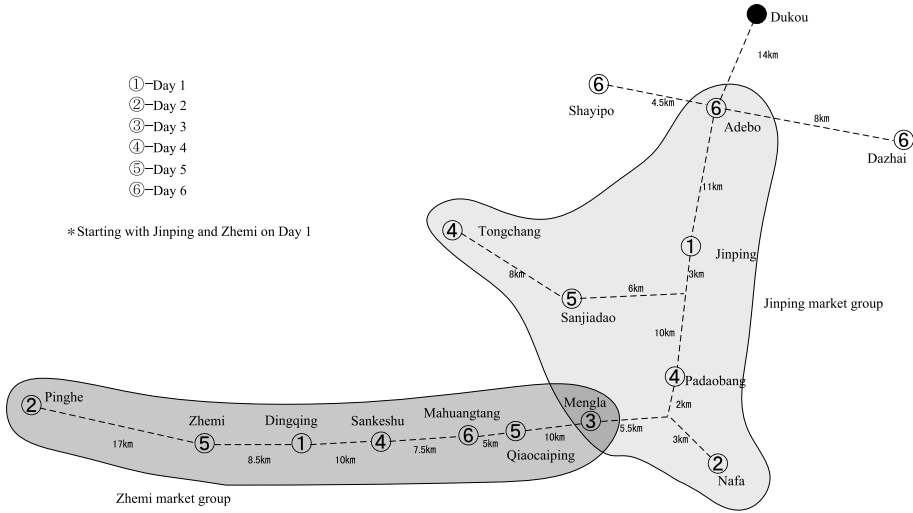 Dukou
14km
①–Day 1
②–Day 2
③–Day 3
④–Day 4
⑤–Day 5
⑥–Day 6
*Starting with Jinping and Zhemi on Day 1
⑥
Shayipo
4.5km
⑥
Adebo
8km
⑥
Dazhai
11km
④
Tongchang
①
Jinping
3km
8km
⑤
Sanjiadao
6km
Jinping market group
10km
④
Padaobang
2km
②
Pinghe
17km
Zhemi
⑤
8.5km
Dingqing
①
10km
Sankeshu
④
7.5km
Mahuangtang
⑥
5km
⑤
Qiaocaiping
10km
Mengla
③
5.5km
3km
②
Nafa
Zhemi market group